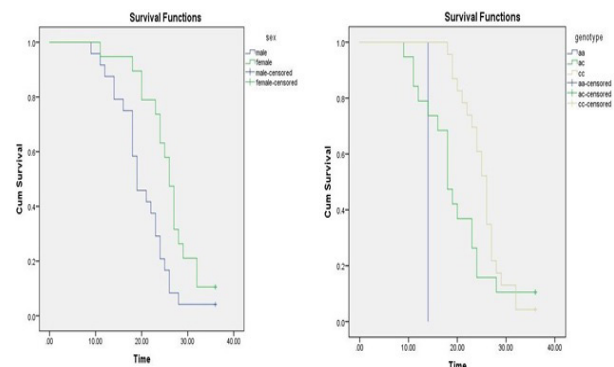 Survival Functions
sex
male
female
male-censored
female-censored
1.0
0.8
0.6
0.4
0.2
0.0
Cum Survival
.00
10.00
20.00
30.00
40.00
Time
Survival Functions
genotype
aa
ac
cc
aa-censored
ac-censored
cc-censored
1.0
0.8
0.6
0.4
0.2
0.0
Cum Survival
.00
10.00
20.00
30.00
40.00
Time